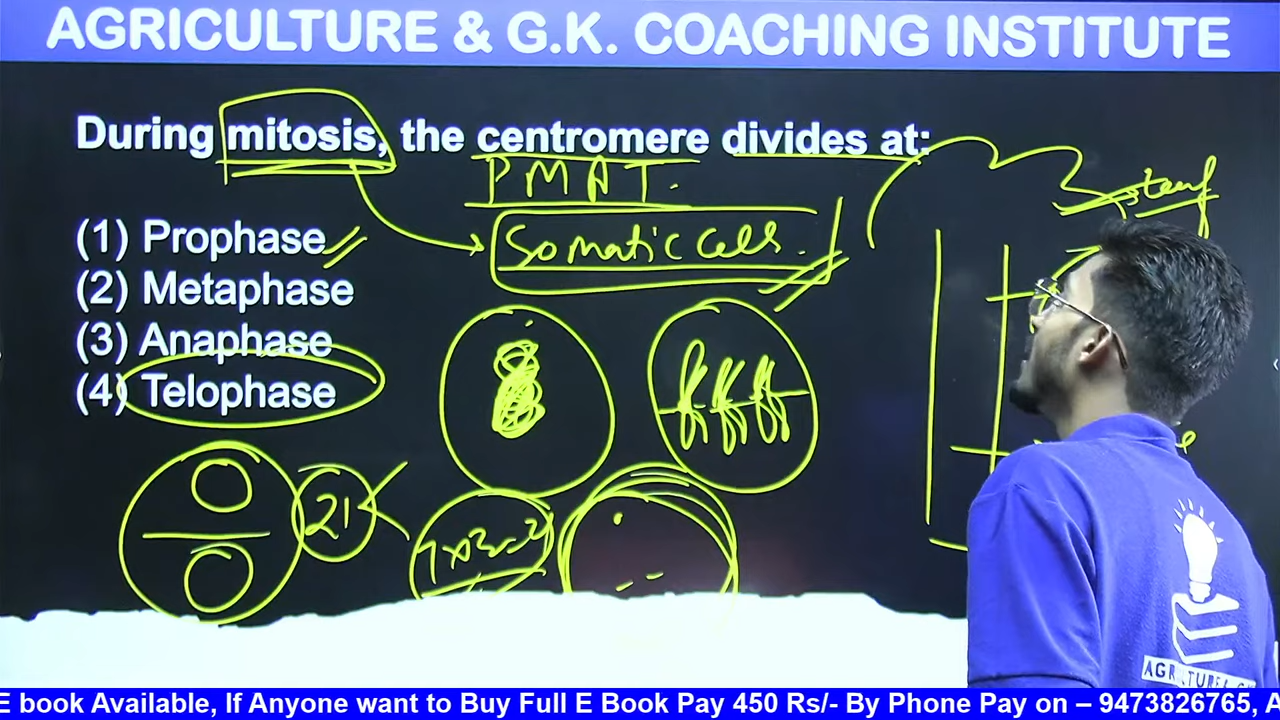 AGRICULTURE & G.K. COACHING INSTITUTE
During mitosis, the centromere divides at:
PMAT.
(1) Prophase
Somatic cells.
(2) Metaphase
(3) Anaphase
(4) Telophase
21
E book Available, If Anyone want to Buy Full E Book Pay 450 Rs/- By Phone Pay on – 9473826765, A